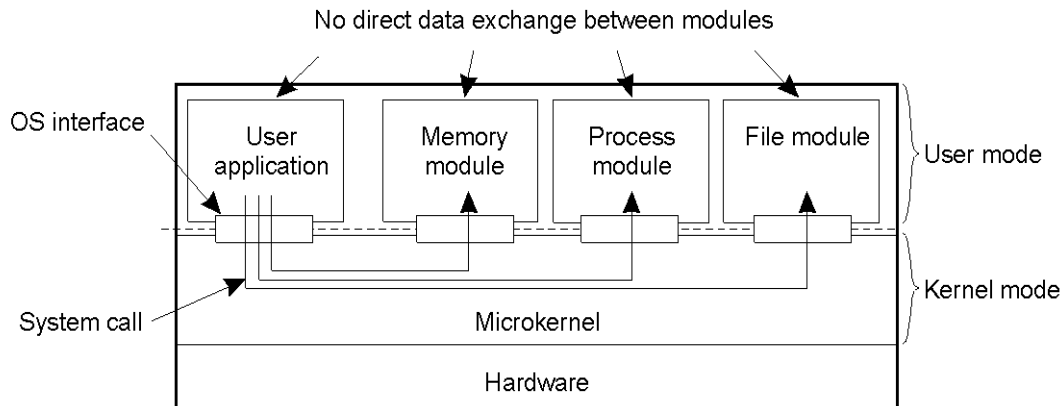 No direct data exchange between modules
OS interface
User
application
Memory
module
Process
module
File module
User mode
System call
Microkernel
Kernel mode
Hardware